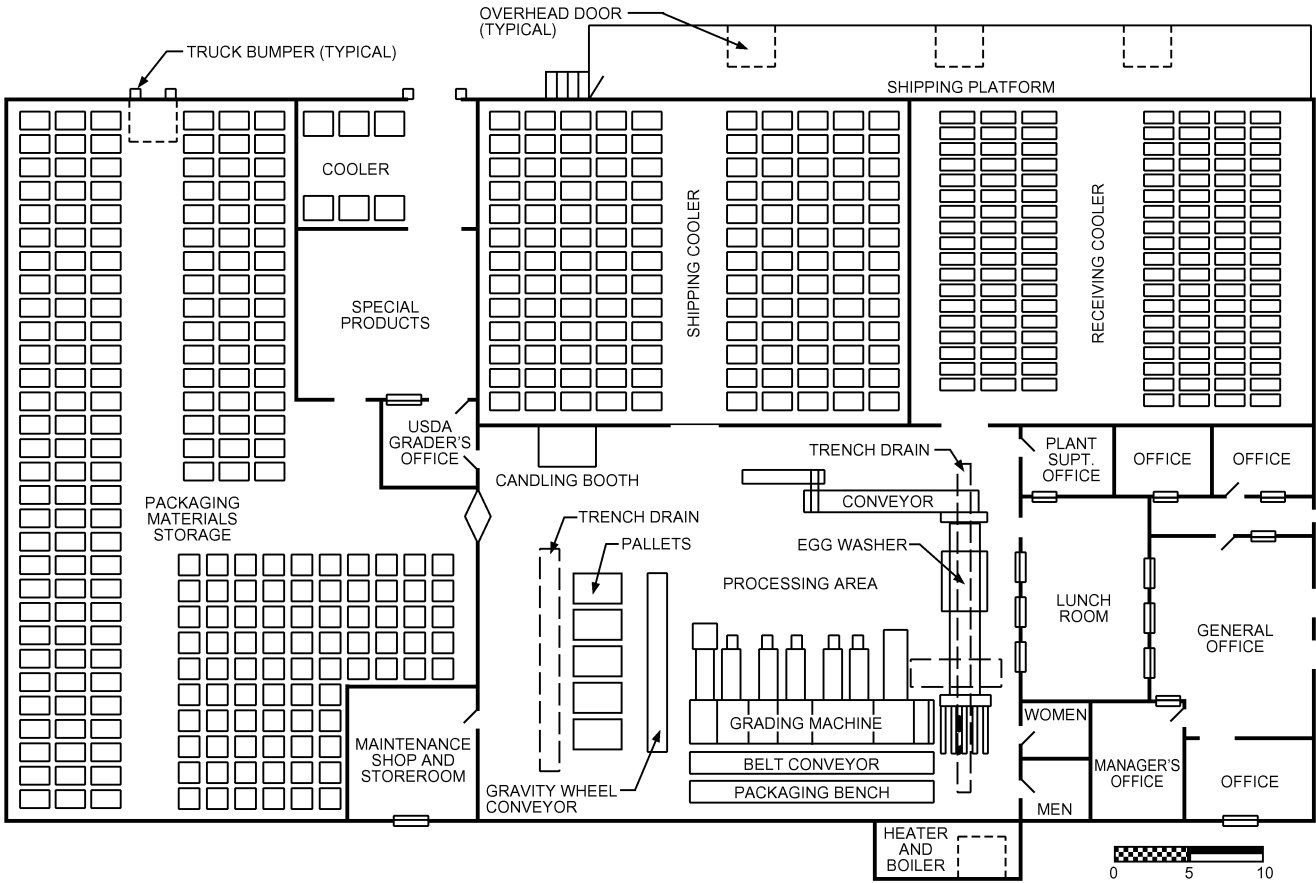 OVERHEAD DOOR
(TYPICAL)
TRUCK BUMPER (TYPICAL)
SHIPPING PLATFORM
COOLER
SHIPPING COOLER
RECEIVING COOLER
SPECIAL
PRODUCTS
USDA
GRADER'S
OFFICE
CANDLING BOOTH
TRENCH DRAIN
PLANT
SUPT.
OFFICE
OFFICE
OFFICE
PACKAGING
MATERIALS
STORAGE
TRENCH DRAIN
PALLETS
CONVEYOR
EGG WASHER
PROCESSING AREA
LUNCH
ROOM
GENERAL
OFFICE
GRADING MACHINE
WOMEN
MAINTENANCE
SHOP AND
STOREROOM
GRAVITY WHEEL
CONVEYOR
BELT CONVEYOR
PACKAGING BENCH
MANAGER'S
OFFICE
OFFICE
MEN
HEATER
AND
BOILER
0 5 10